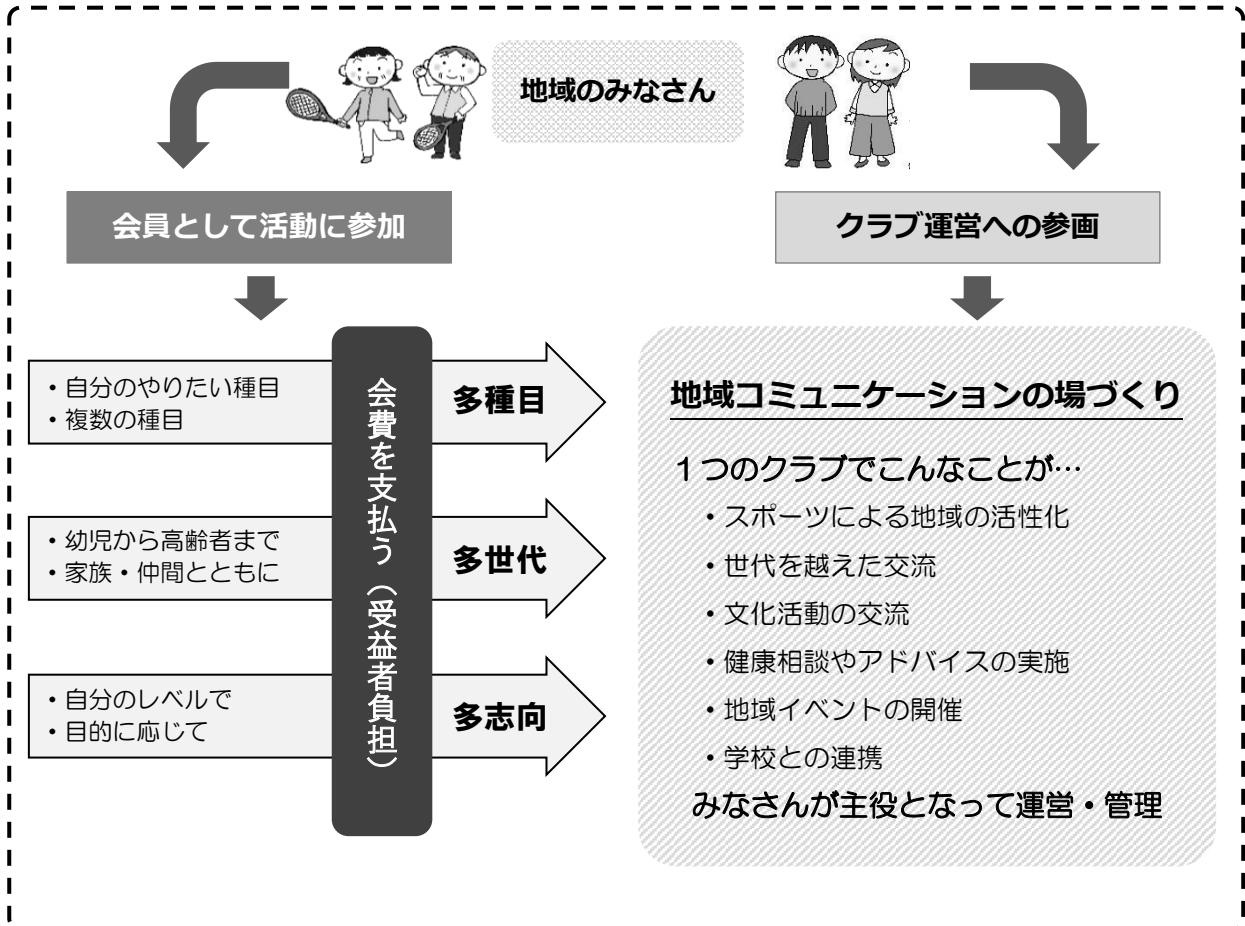 地域のみなさん
会員として活動に参加
クラブ運営への参画
・自分のやりたい種目
・複数の種目
多種目
・幼児から高齢者まで
・家族・仲間とともに
多世代
・自分のレベルで
・目的に応じて
多志向
会費を支払う（受益者負担）
地域コミュニケーションの場づくり
１つのクラブでこんなことが…
・スポーツによる地域の活性化
・世代を越えた交流
・文化活動の交流
・健康相談やアドバイスの実施
・地域イベントの開催
・学校との連携
みなさんが主役となって運営・管理